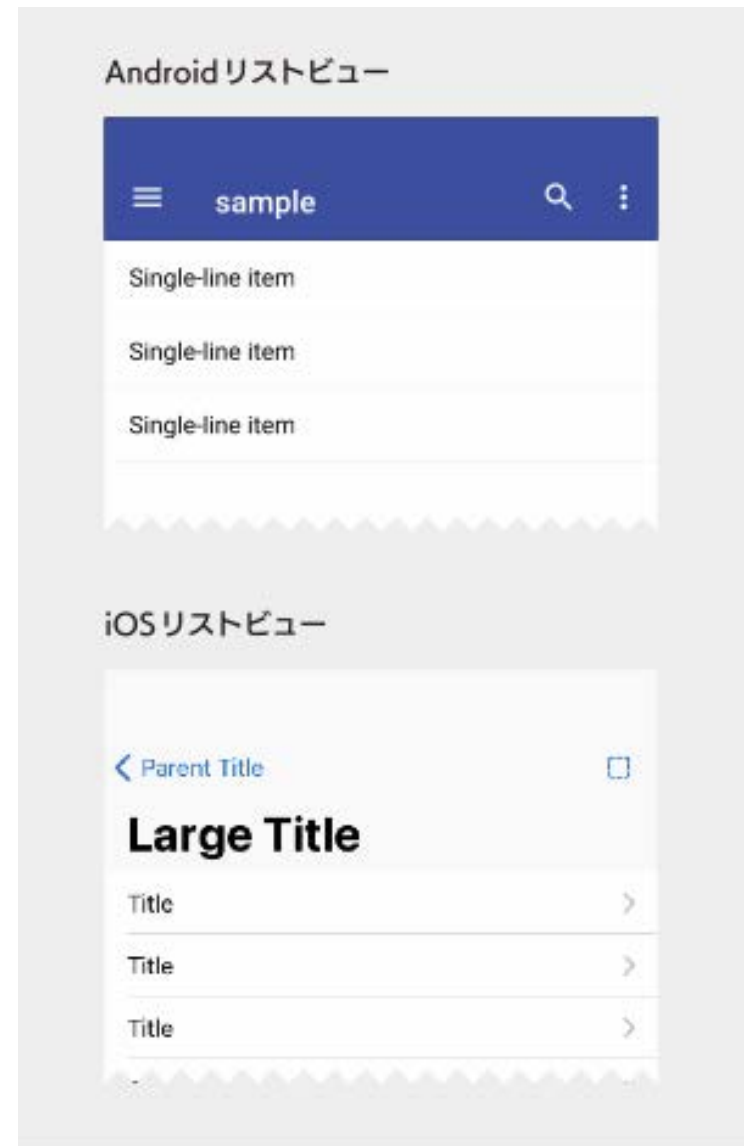 Androidリストビュー
sample
Single-line item
Single-line item
Single-line item
iOSリストビュー
Parent Title
Large Title
Title
Title
Title